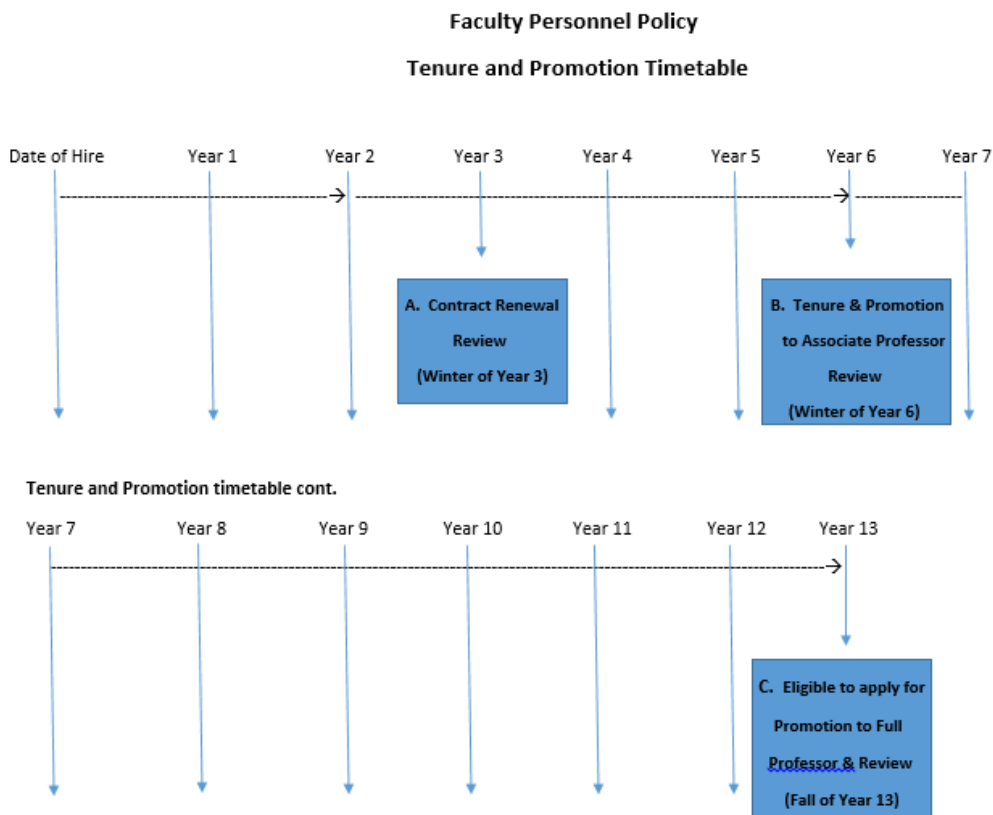 Faculty Personnel Policy
Tenure and Promotion Timetable
Date of Hire Year 1 Year 2 Year 3 Year 4 Year 5 Year 6 Year 7
A. Contract Renewal
Review
(Winter of Year 3)
B. Tenure & Promotion
to Associate Professor
Review
(Winter of Year 6)
Tenure and Promotion timetable cont.
Year 7 Year 8 Year 9 Year 10 Year 11 Year 12 Year 13
C. Eligible to apply for
Promotion to Full
Professor & Review
(Fall of Year 13)